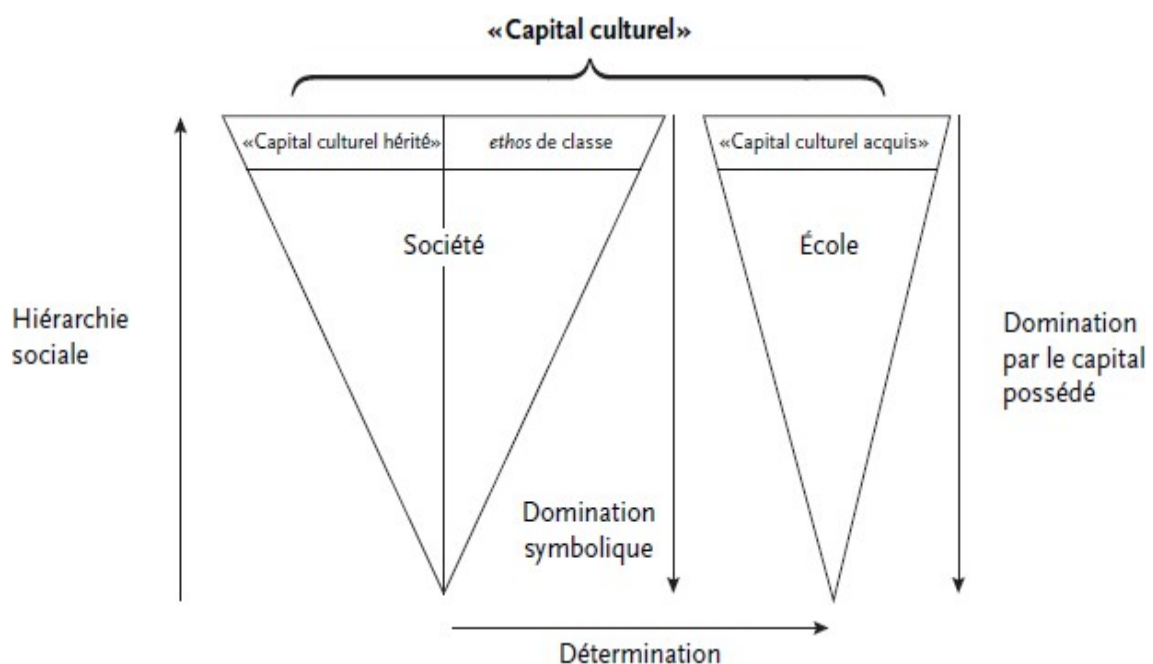 «Capital culturel»
«Capital culturel hérité»
ethos de classe
«Capital culturel acquis»
Société
École
Hiérarchie
sociale
Domination
par le capital
possédé
Domination
symbolique
Détermination